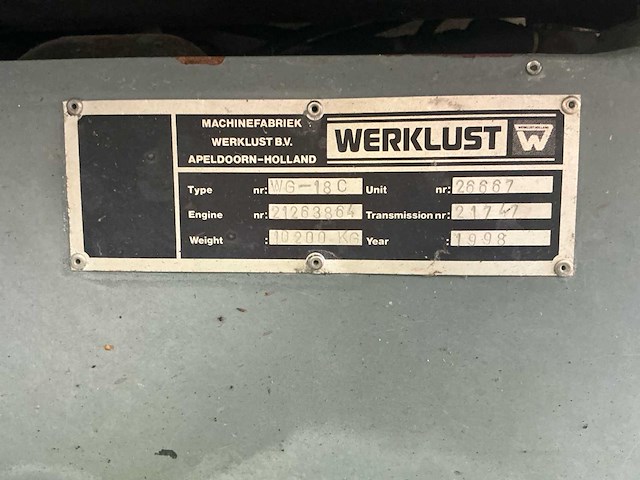 MACHINEFABRIEK
WERKLUST B.V.
APELDOORN-HOLLAND
WERKLUST
W
Type nr: WG-18C Unit nr: 26667
Engine nr: 21263864 Transmission nr: 21747
Weight : 10200 KG Year : 1998